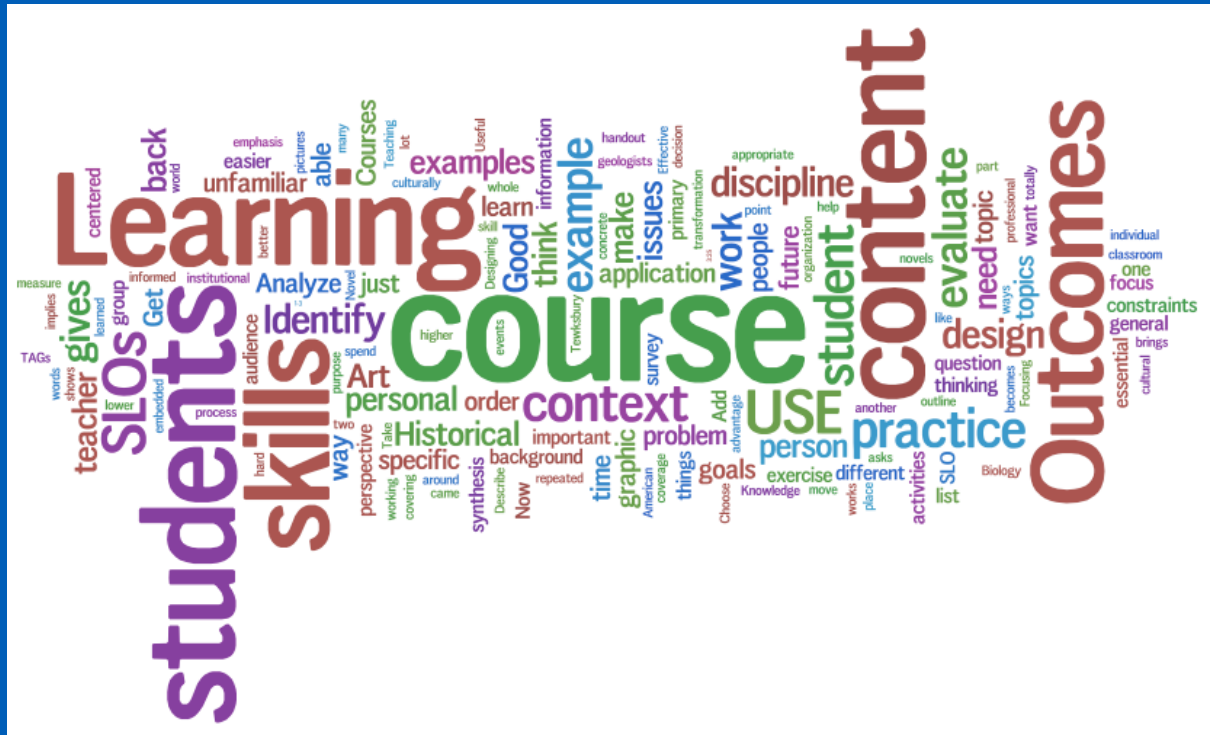 content
Outcomes
Learning
students
skills
course
back
world
centered
emphasis
easier
unfamiliar
pictures
able
many
Courses
Teaching
lot
examples
culturally
Useful
whole
learn
skill
information
Designing
Good
think
example
handout
geologists
concrete
make
issues
Effective
decision
primary
transformation
3:25
application
appropriate
discipline
work
point
people
help
future
organization
student
novels
evaluate
part
need
topic
professional
want
totally
ways
topics
like
design
individual
classroom
one
focus
constraints
general
brings
essential
cultural
question
thinking
becomes
Focusing
outline
another
practice
USE
person
advantage
Add
asks
exercise
different
activities
SLO
list
Biology
works
place
move
Knowledge
Choose
goals
things
problem
coverage
American
graphic
time
repeated
important
background
synthesis
Describe
Now
context
order
personal
Historical
specific
around
came
Take
covering
working
perspective
way
two
Art
spend
purpose
Identify
Analyze
Novel
just
1-2
better
institutional
informed
measure
implies
gives
learned
group
Get
SLOs
audience
TAGs
words
shows
teacher
lower
embedded
process
hard
higher
events
Tewksbury
survey